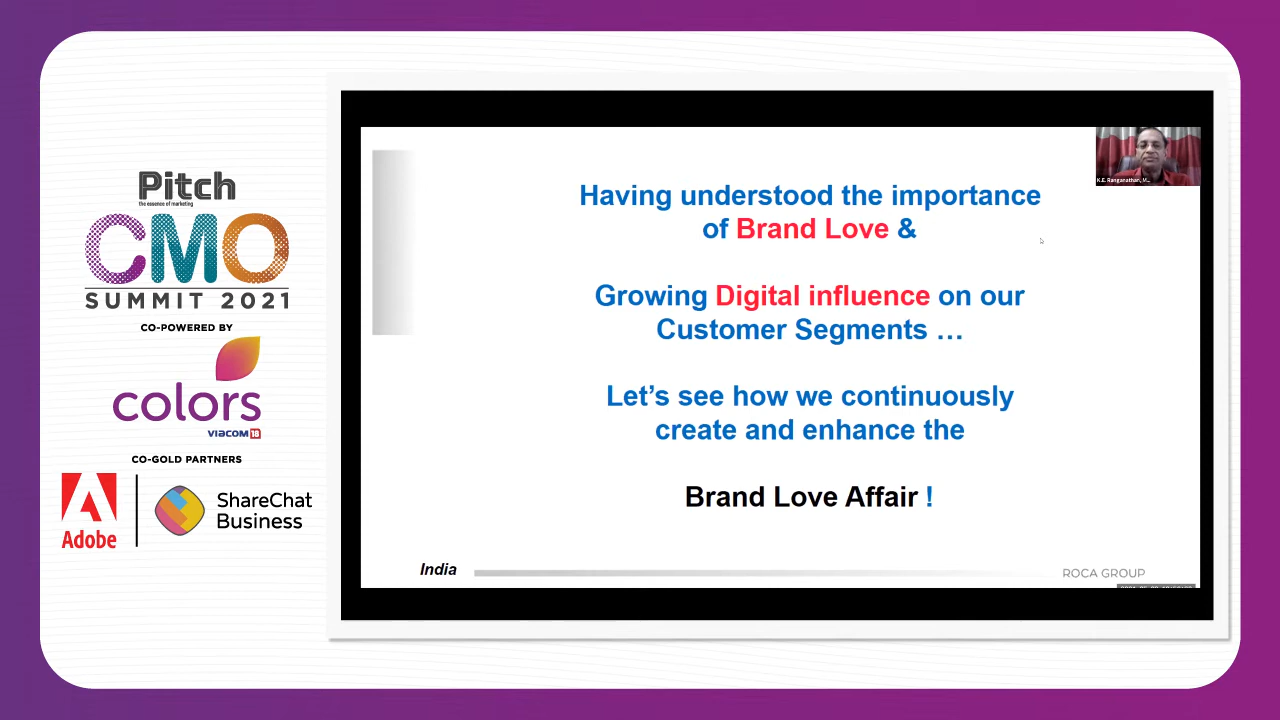 Pitch
the essence of marketing
CMO
SUMMIT 2021
CO-POWERED BY
colors
VIACOM18
CO-GOLD PARTNERS
Adobe
ShareChat
Business
K.E. Ranganathan, M...
Having understood the importance
of Brand Love &
Growing Digital influence on our
Customer Segments ...
Let's see how we continuously
create and enhance the
Brand Love Affair !
India
ROCA GROUP